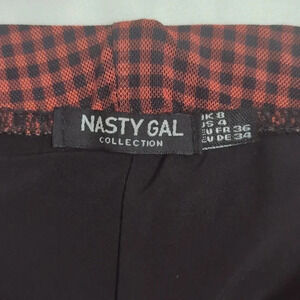 NASTY GAL
COLLECTION
UK 8
US 4
EU FR 36
EU DE 34